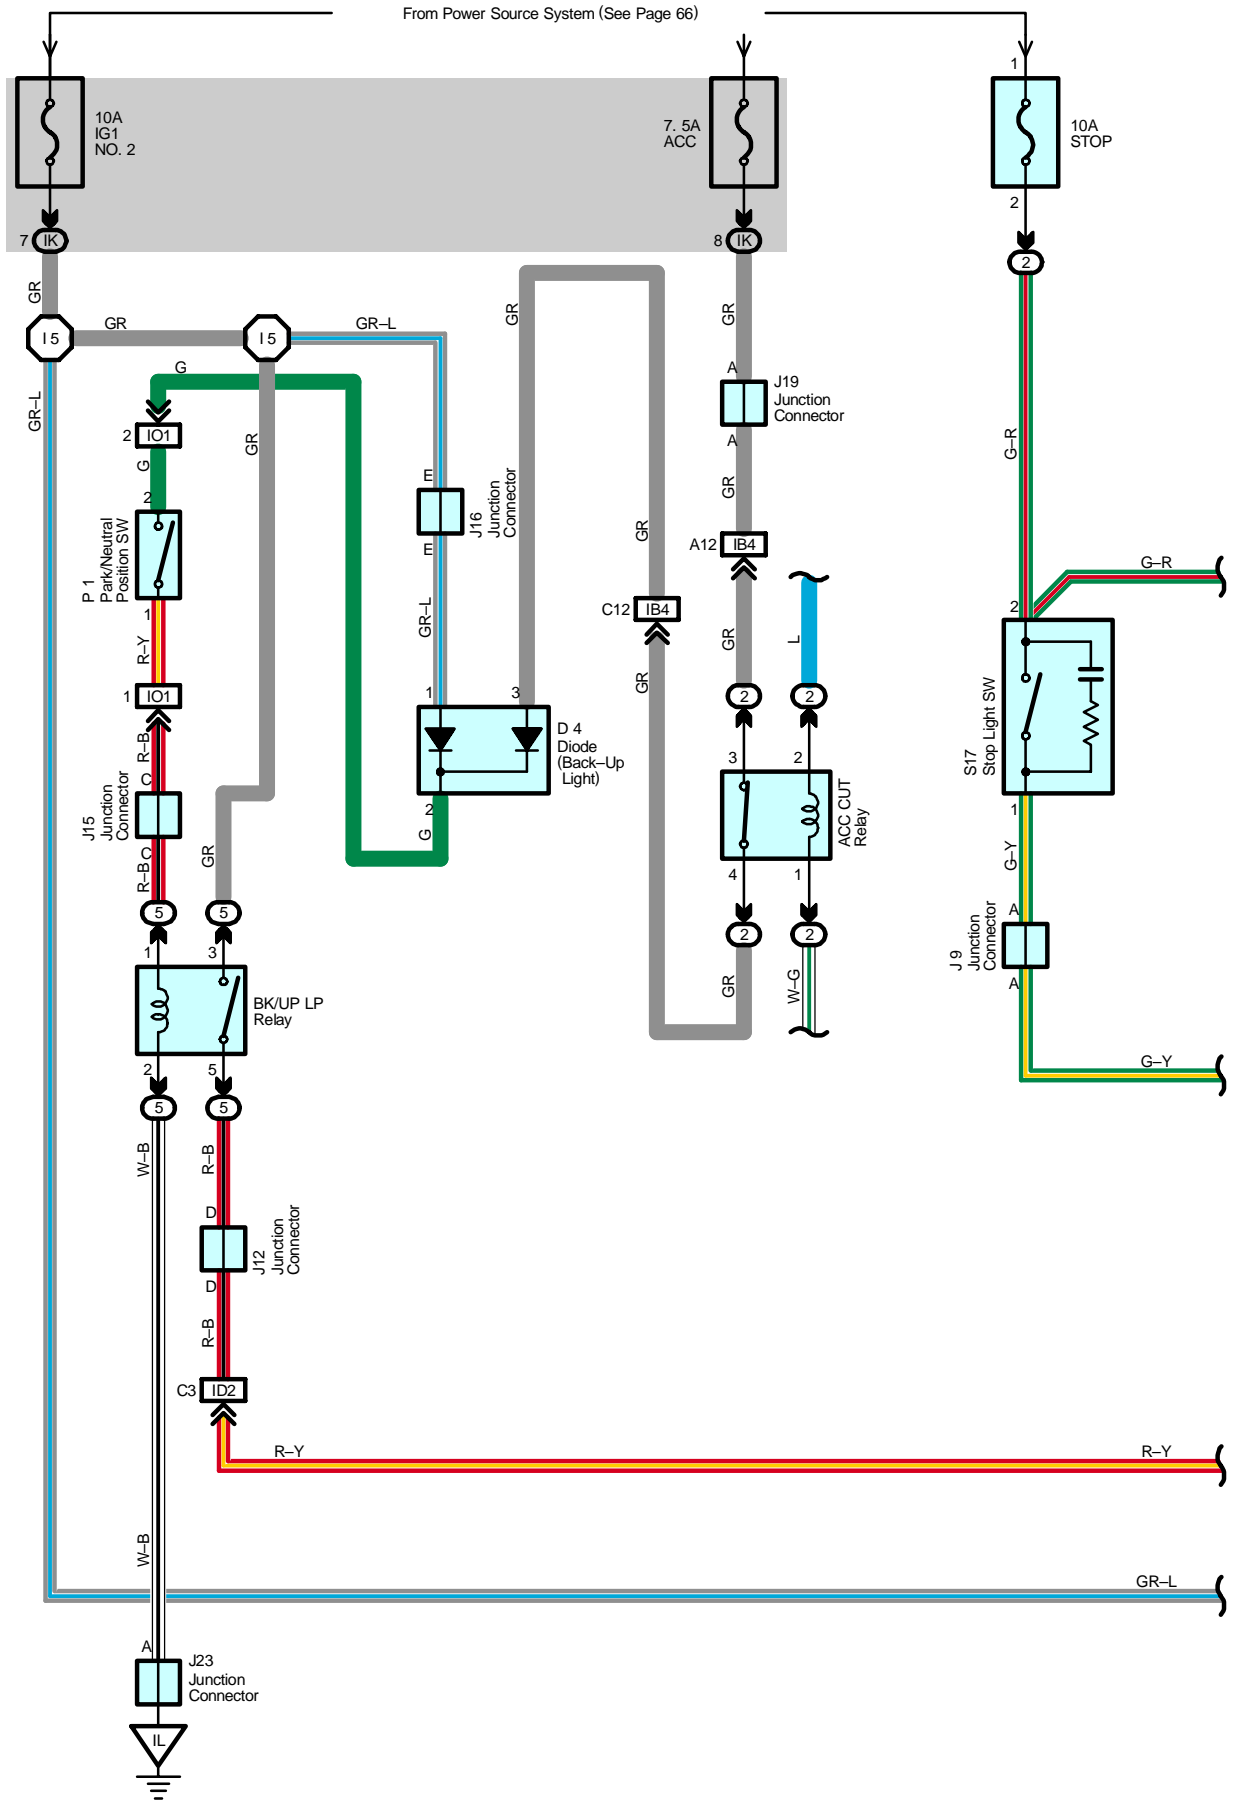 From Power Source System (See Page 66)
10A
IG1
NO. 2
7. 5A
ACC
1
10A
STOP
2
7 IK
8 IK
2
GR
GR
GR
I 5
GR
I 5
GR–L
G
GR–L
GR
A
J19
Junction
Connector
A
2 IO1
G
G–R
E
J16
Junction
Connector
E
GR
GR
2
P 1
Park/Neutral
Position SW
1
A12 IB4
G–R
C12 IB4
R–Y
GR–L
GR
L
2
S17
Stop Light SW
1
1 IO1
GR
2
2
1
3
D 4
Diode
(Back–Up
Light)
2
G
R–B
C
J15
Junction
Connector
C
R–B
GR
3
2
ACC CUT
Relay
4
1
G–Y
5
5
2
2
A
J 9
Junction
Connector
A
1
3
BK/UP LP
Relay
2
5
GR
W–G
5
5
G–Y
W–B
R–B
D
J12
Junction
Connector
D
R–B
C3 ID2
R–Y
R–Y
W–B
GR–L
A
J23
Junction
Connector
IL